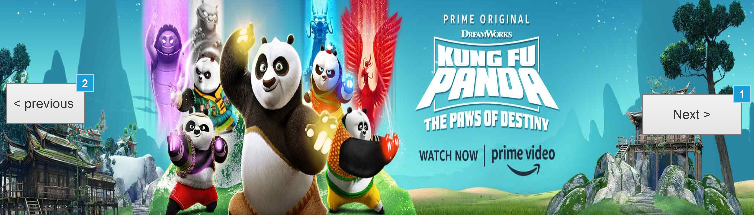 PRIME ORIGINAL
DREAMWORKS
KUNG FU
PANDA
THE PAWS OF DESTINY
WATCH NOW | prime video
< previous
2
Next >
1